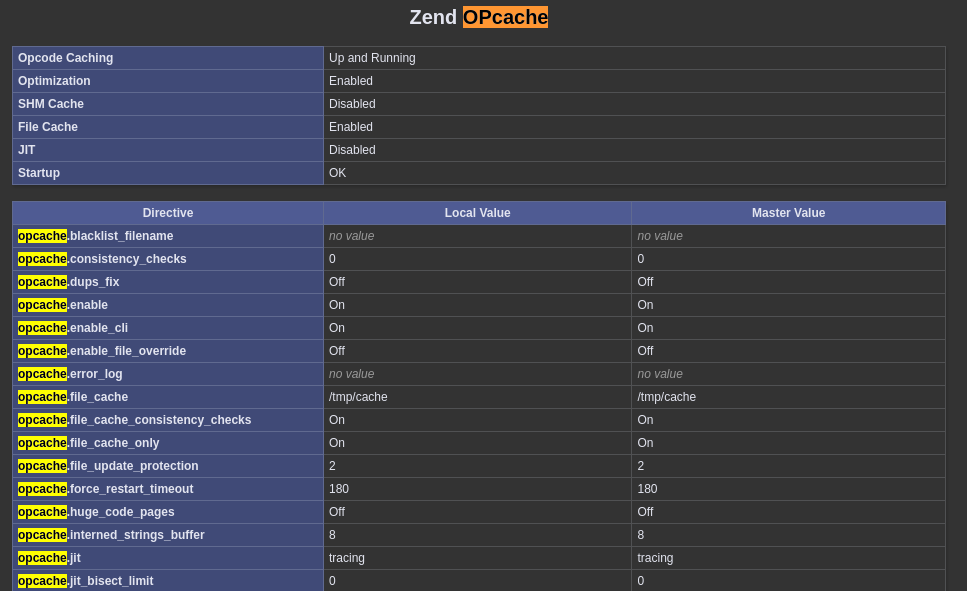 Zend OPcache
Opcode Caching Up and Running
Optimization Enabled
SHM Cache Disabled
File Cache Enabled
JIT Disabled
Startup OK
Directive Local Value Master Value
opcache.blacklist_filename no value no value
opcache.consistency_checks 0 0
opcache.dups_fix Off Off
opcache.enable On On
opcache.enable_cli On On
opcache.enable_file_override Off Off
opcache.error_log no value no value
opcache.file_cache /tmp/cache /tmp/cache
opcache.file_cache_consistency_checks On On
opcache.file_cache_only On On
opcache.file_update_protection 2 2
opcache.force_restart_timeout 180 180
opcache.huge_code_pages Off Off
opcache.interned_strings_buffer 8 8
opcache.jit tracing tracing
opcache.jit_bisect_limit 0 0